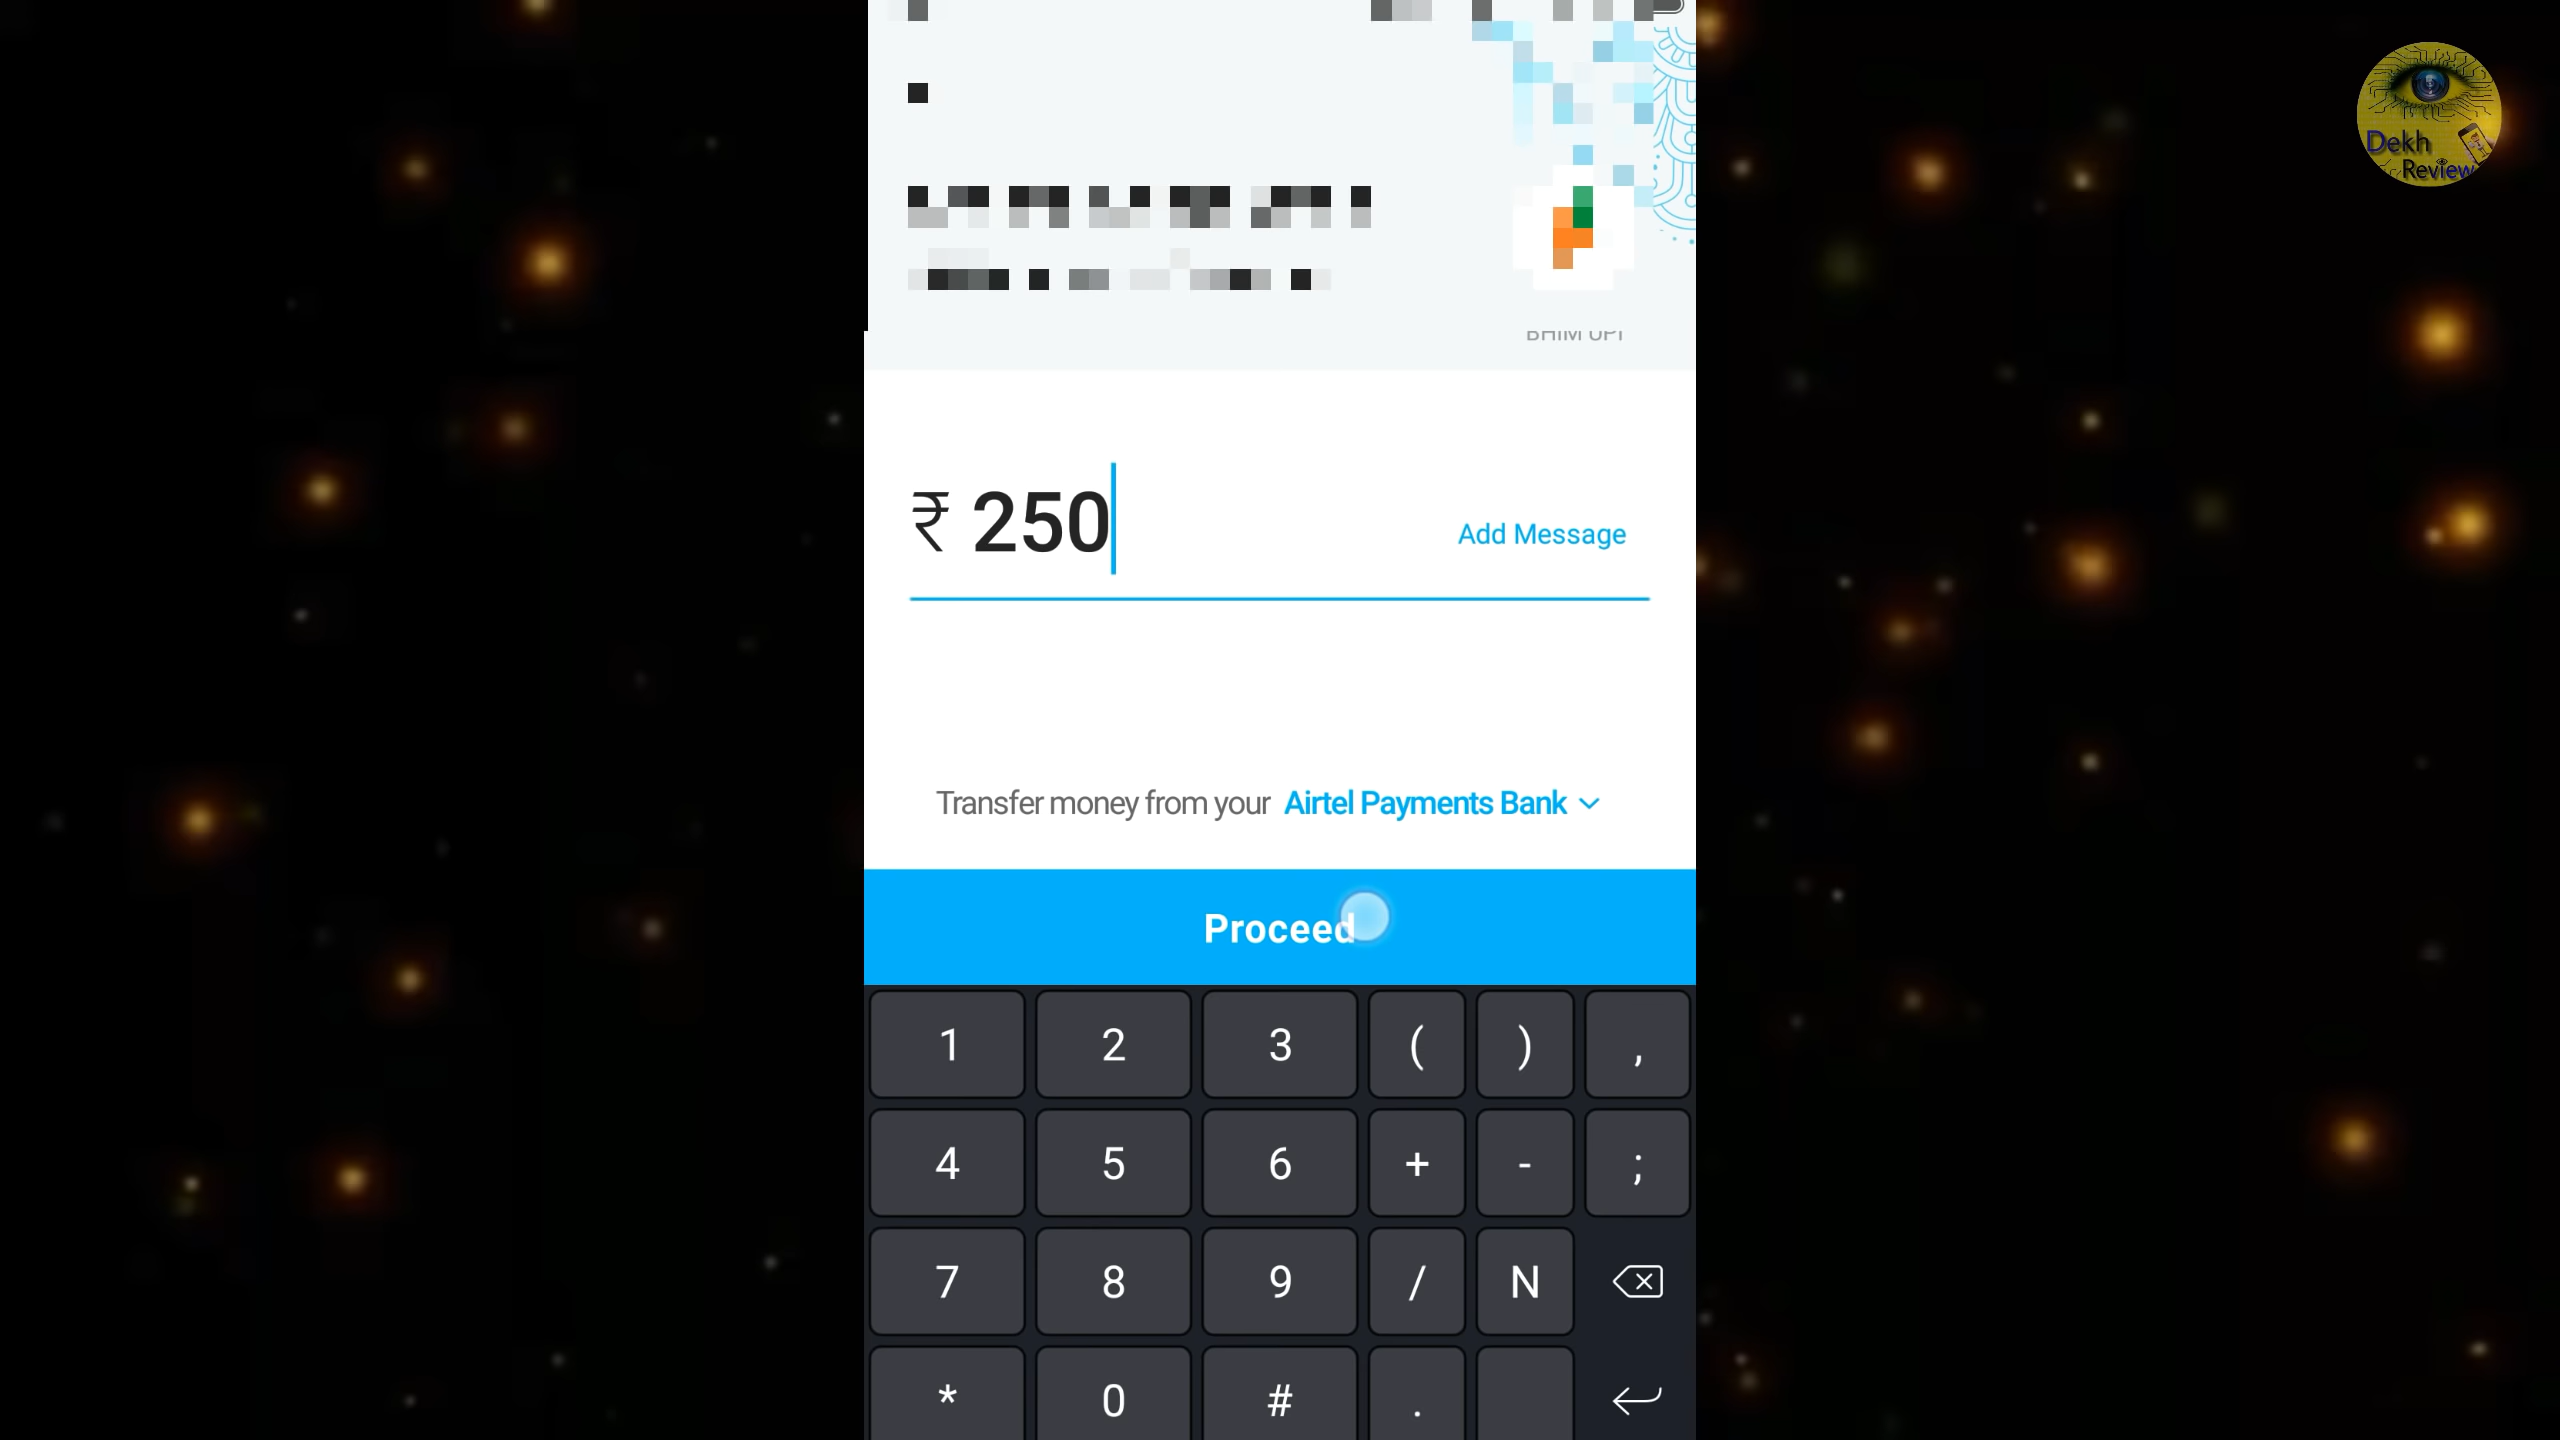 Dekh
Review
BHIM UPI
₹ 250
Add Message
Transfer money from your Airtel Payments Bank
Proceed
1 2 3 ( ) ,
4 5 6 + - ;
7 8 9 / N
* 0 # .